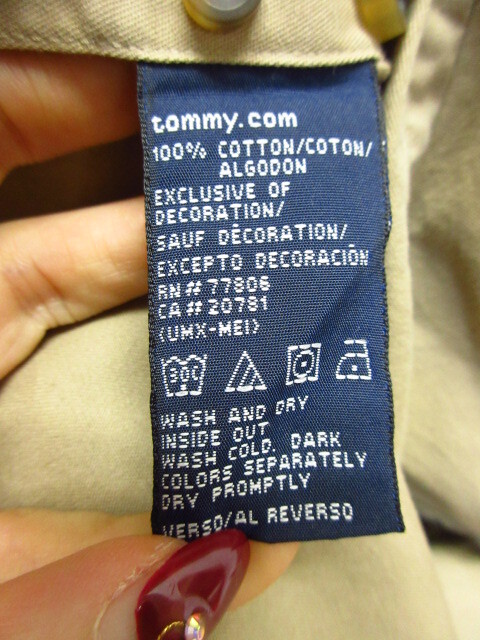 tommy.com
100% COTTON/COTON/
ALGODON
EXCLUSIVE OF
DECORATION/
SAUF DÉCORATION/
EXCEPTO DECORACIÓN
RN# 77806
CA# 20781
(UMX-MEI)
30C
WASH AND DRY
INSIDE OUT
WASH COLD. DARK
COLORS SEPARATELY
DRY PROMPTLY
VERSO/AL REVERSO